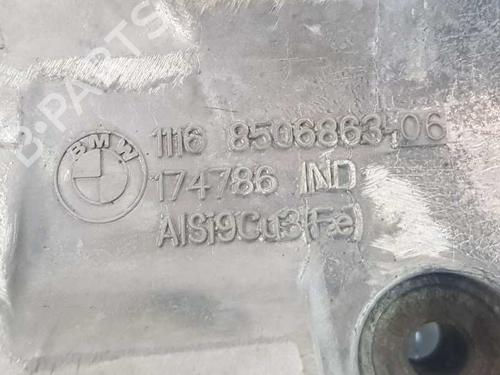 B-PARTS
BMW
1116 8506863.06
174786 IND
AlSi9Cu3(Fe)